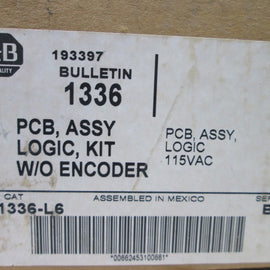 193397
BULLETIN
1336
PCB, ASSY
LOGIC, KIT
W/O ENCODER
PCB, ASSY,
LOGIC
115VAC
CAT
ASSEMBLED IN MEXICO
1336-L6